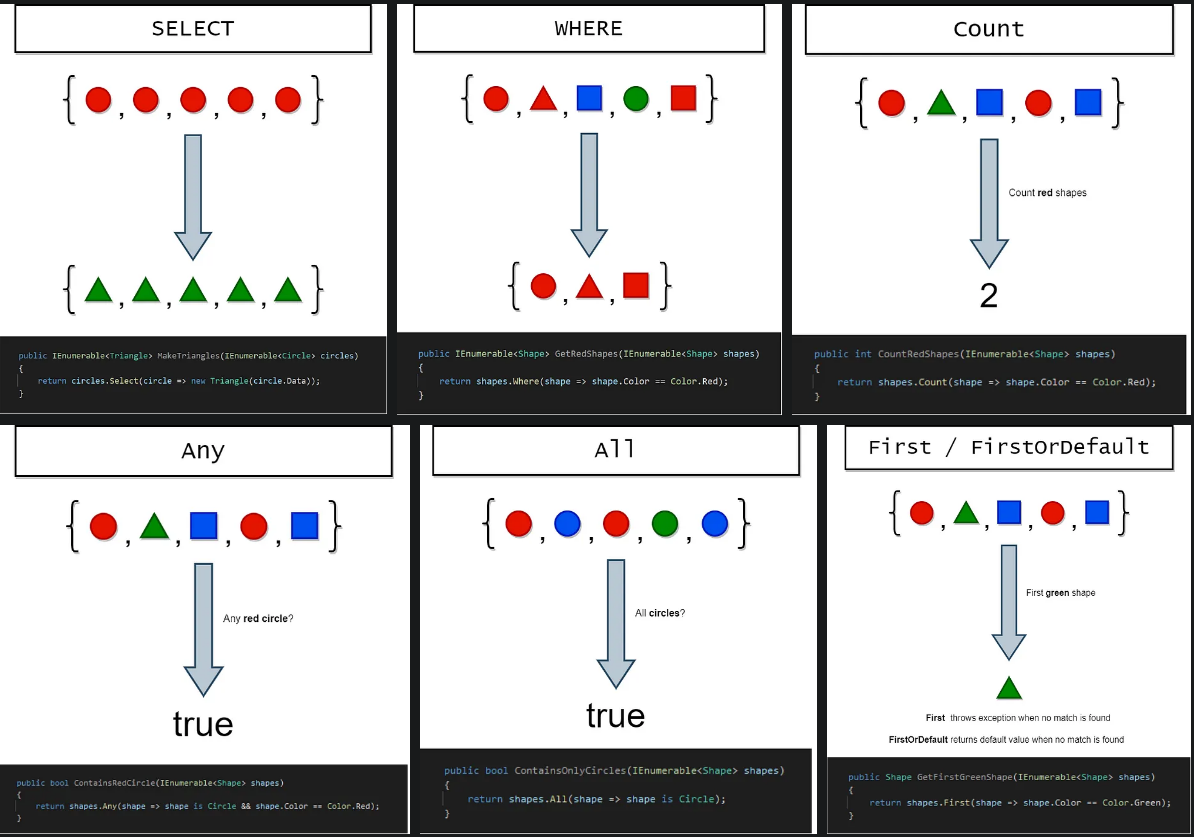 SELECT
{ , , , , }
{ , , , , }
public IEnumerable<Triangle> MakeTriangles(IEnumerable<Circle> circles)
{
return circles.Select(circle => new Triangle(circle.Data));
}
WHERE
{ , , , , }
{ , , }
public IEnumerable<Shape> GetRedShapes(IEnumerable<Shape> shapes)
{
return shapes.Where(shape => shape.Color == Color.Red);
}
Count
{ , , , , }
Count red shapes
2
public int CountRedShapes(IEnumerable<Shape> shapes)
{
return shapes.Count(shape => shape.Color == Color.Red);
}
Any
{ , , , , }
Any red circle?
true
public bool ContainsRedCircle(IEnumerable<Shape> shapes)
{
return shapes.Any(shape => shape is Circle && shape.Color == Color.Red);
}
All
{ , , , , }
All circles?
true
public bool ContainsOnlyCircles(IEnumerable<Shape> shapes)
{
return shapes.All(shape => shape is Circle);
}
First / FirstOrDefault
{ , , , , }
First green shape
First throws exception when no match is found
FirstOrDefault returns default value when no match is found
public Shape GetFirstGreenShape(IEnumerable<Shape> shapes)
{
return shapes.First(shape => shape.Color == Color.Green);
}